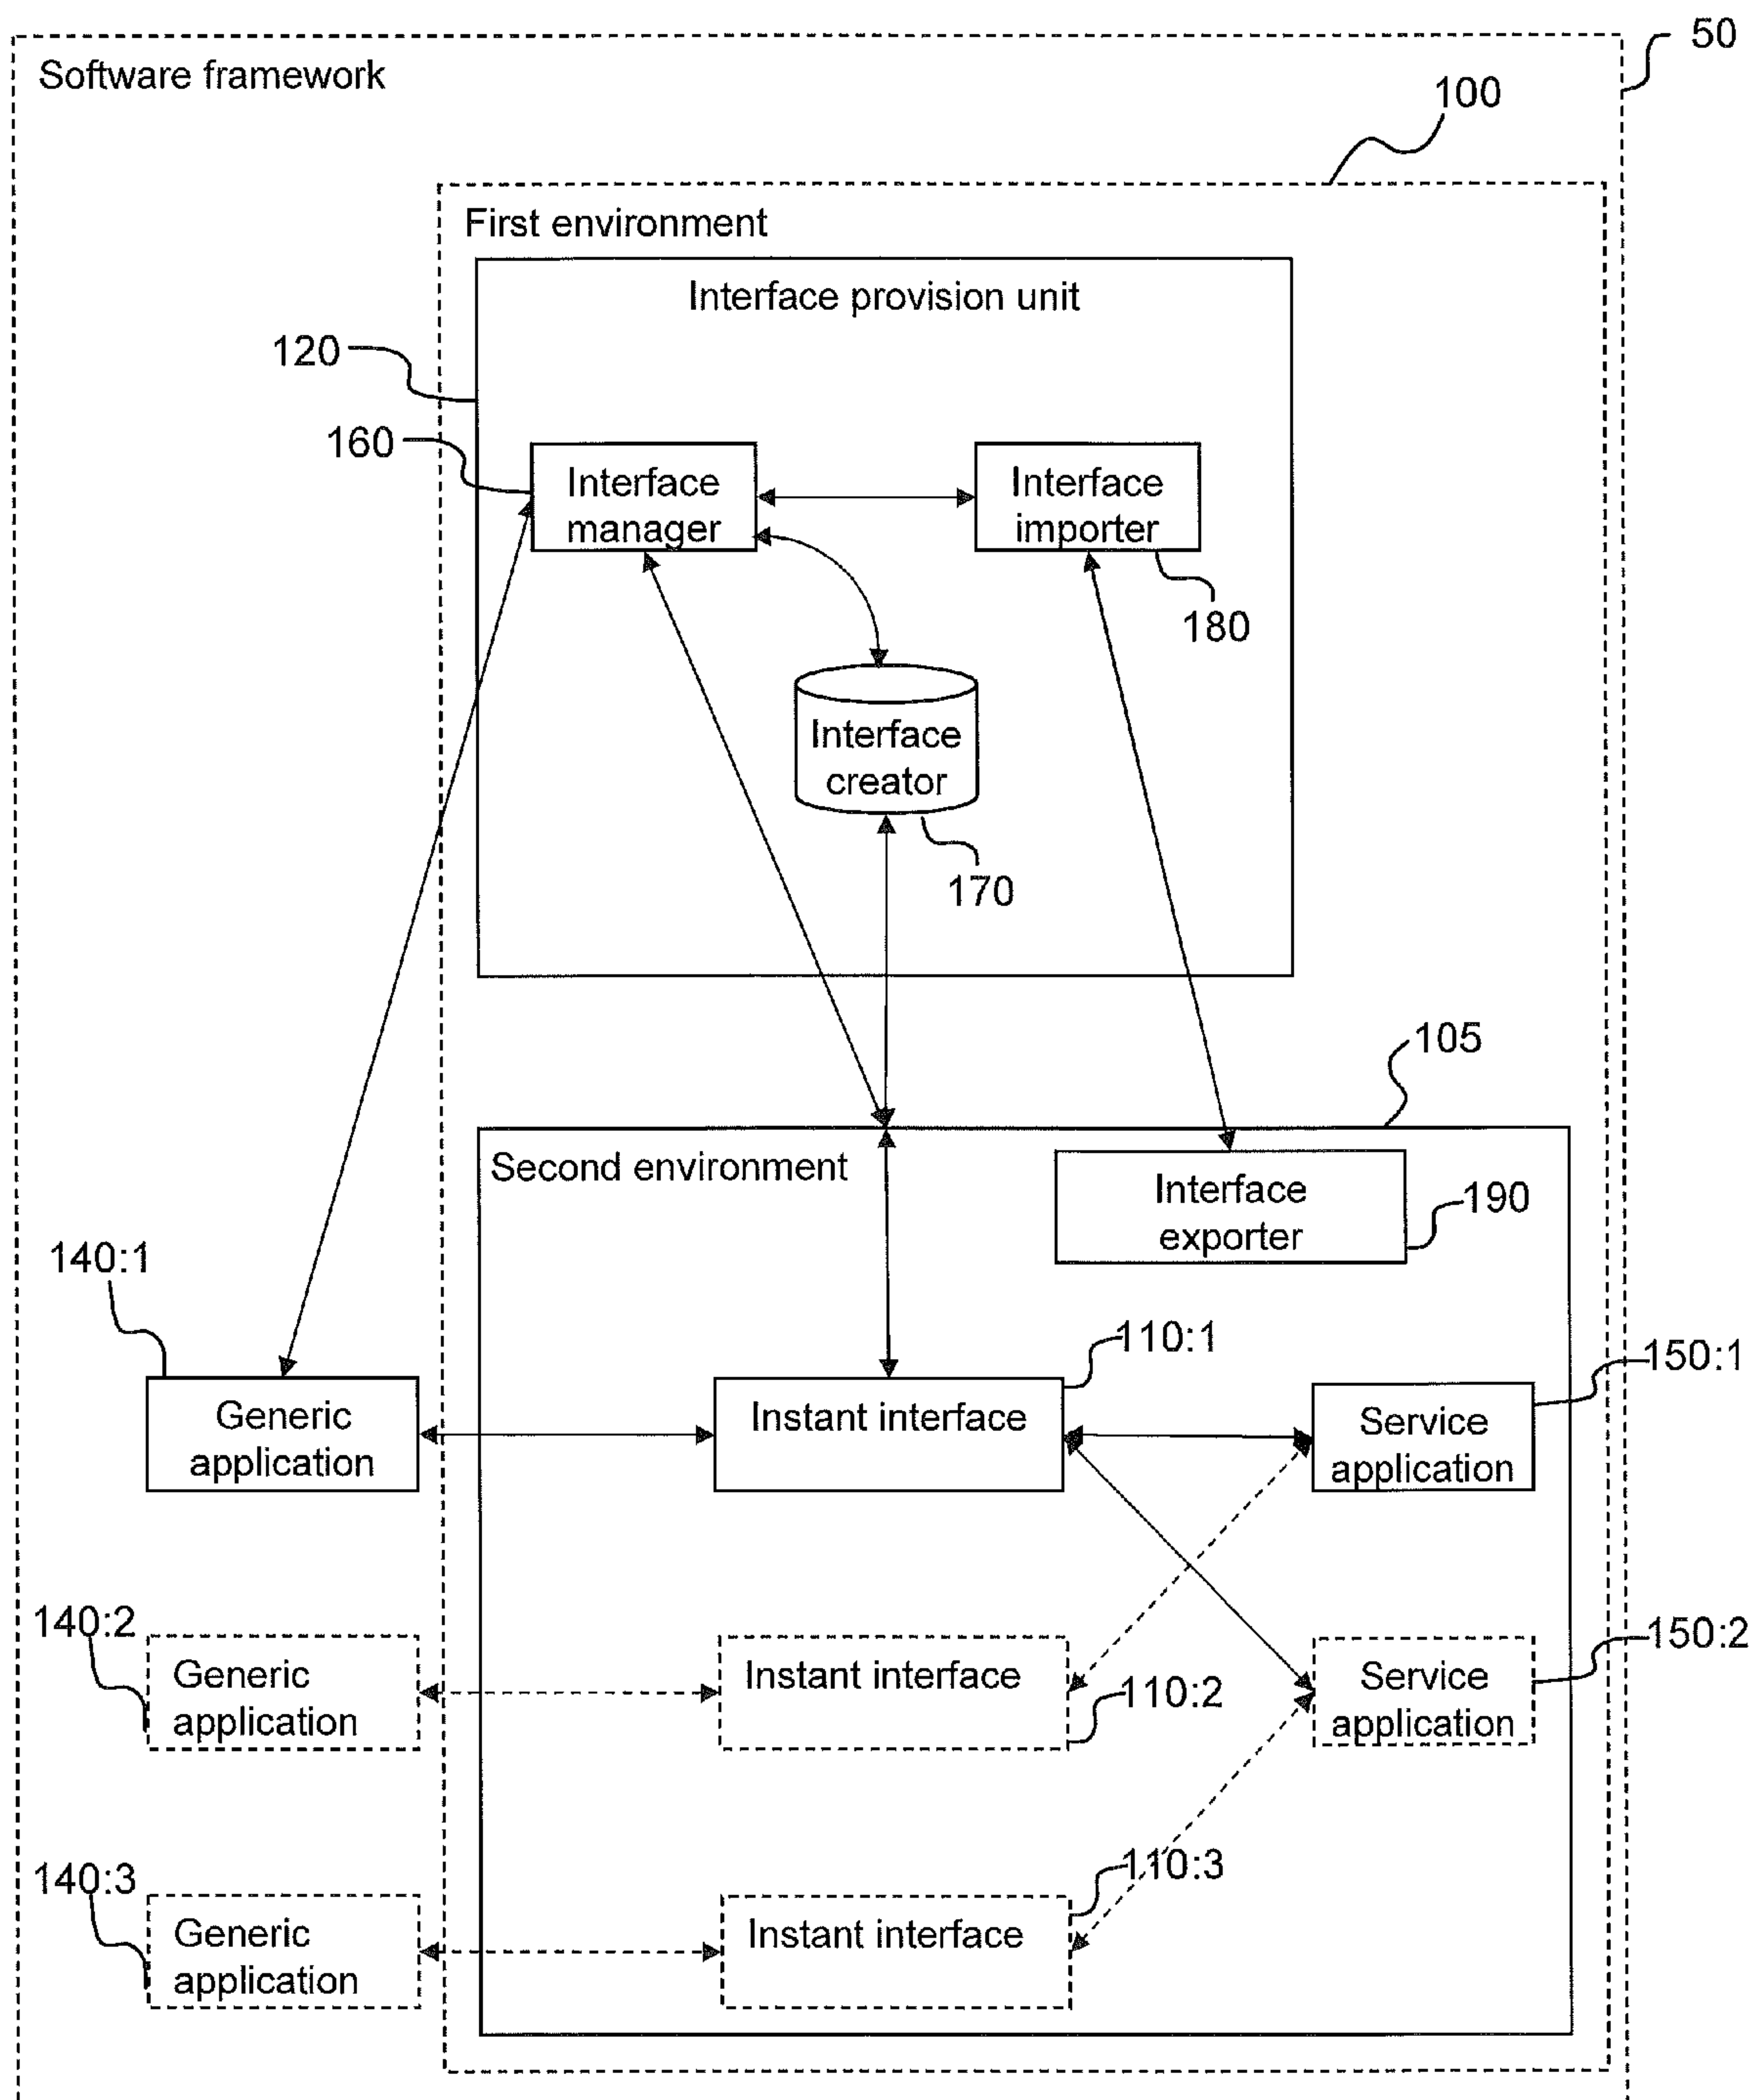 50
Software framework
100
First environment
Interface provision unit
120
160
Interface
manager
Interface
importer
180
Interface
creator
170
105
Second environment
Interface
exporter
190
140:1
110:1
150:1
Generic
application
Instant interface
Service
application
140:2
150:2
Generic
application
Instant interface
110:2
Service
application
140:3
110:3
Generic
application
Instant interface